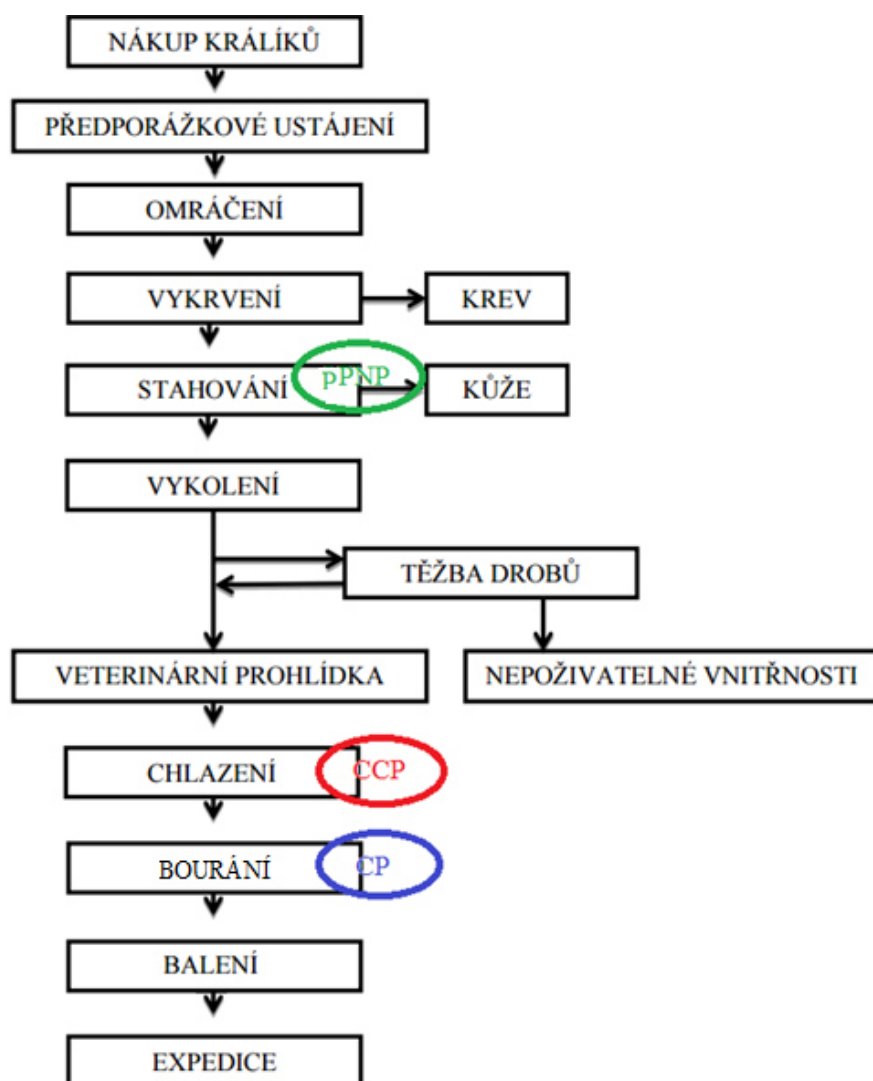 NÁKUP KRÁLÍKŮ
PŘEDPORÁŽKOVÉ USTÁJENÍ
OMRÁČENÍ
VYKRVENÍ
KREV
STAHOVÁNÍ
pPNP
KŮŽE
VYKOLENÍ
TĚŽBA DROBŮ
VETERINÁRNÍ PROHLÍDKA
NEPOŽIVATELNÉ VNITŘNOSTI
CHLAZENÍ
CCP
BOURÁNÍ
CP
BALENÍ
EXPEDICE